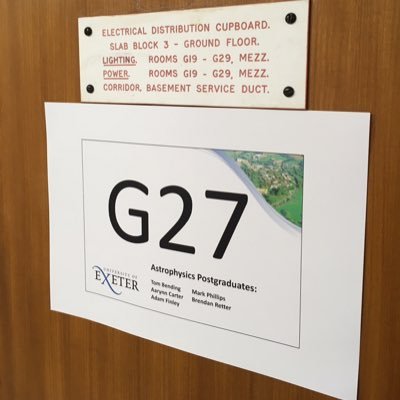 ELECTRICAL DISTRIBUTION CUPBOARD.
SLAB BLOCK 3 - GROUND FLOOR.
LIGHTING. ROOMS G19 - G29, MEZZ.
POWER. ROOMS G19 - G29, MEZZ.
CORRIDOR, BASEMENT SERVICE DUCT.
G27
UNIVERSITY OF
EXETER
Astrophysics Postgraduates:
Tom Bending
Aarynn Carter
Adam Finley
Mark Phillips
Brendan Retter